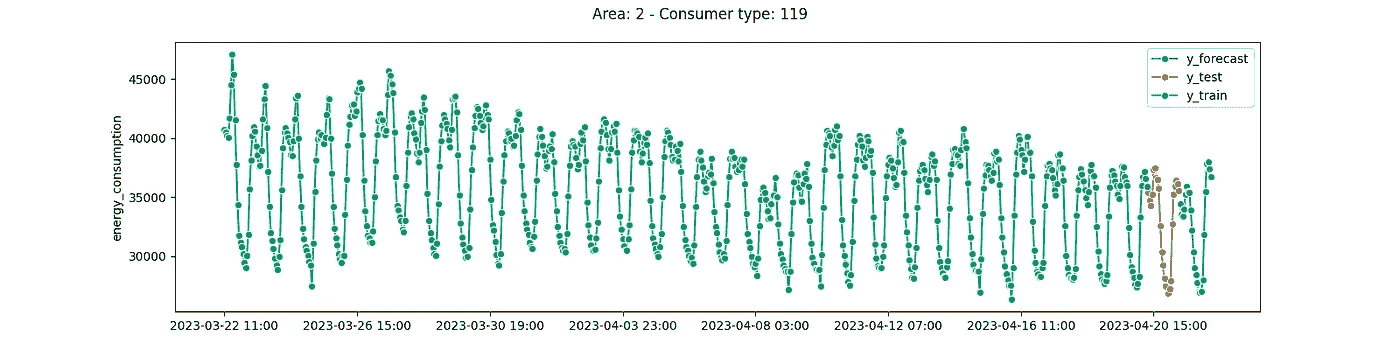 Area: 2 - Consumer type: 119
y_forecast
y_test
y_train
energy_consumption
45000
40000
35000
30000
2023-03-22 11:00 2023-03-26 15:00 2023-03-30 19:00 2023-04-03 23:00 2023-04-08 03:00 2023-04-12 07:00 2023-04-16 11:00 2023-04-20 15:00